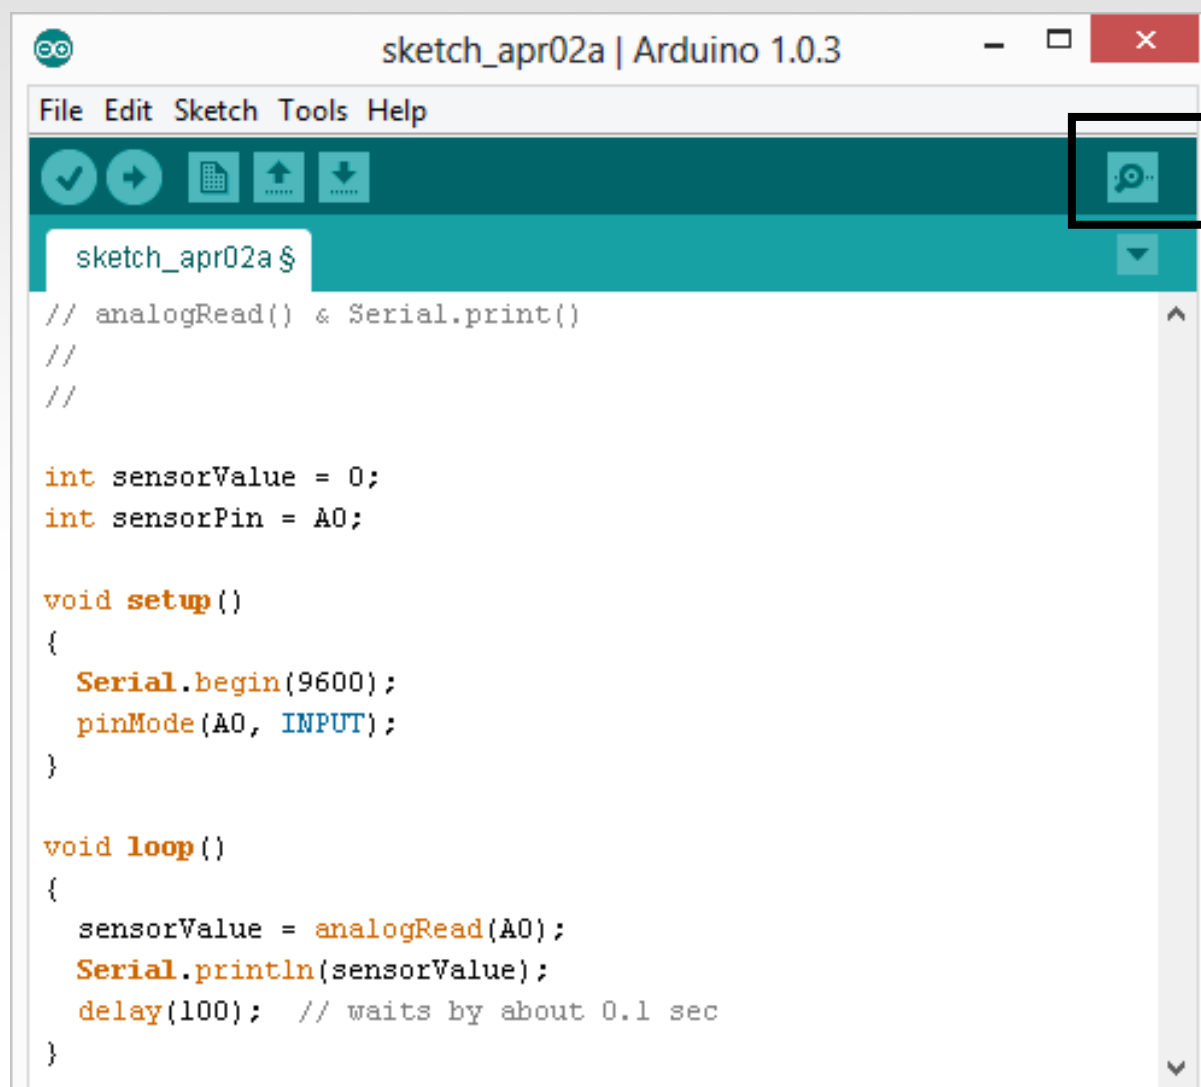 sketch_apr02a | Arduino 1.0.3
File Edit Sketch Tools Help
sketch_apr02a §
// analogRead() & Serial.print()
//
//
int sensorValue = 0;
int sensorPin = A0;
void setup()
{
  Serial.begin(9600);
  pinMode(A0, INPUT);
}
void loop()
{
  sensorValue = analogRead(A0);
  Serial.println(sensorValue);
  delay(100);  // waits by about 0.1 sec
}